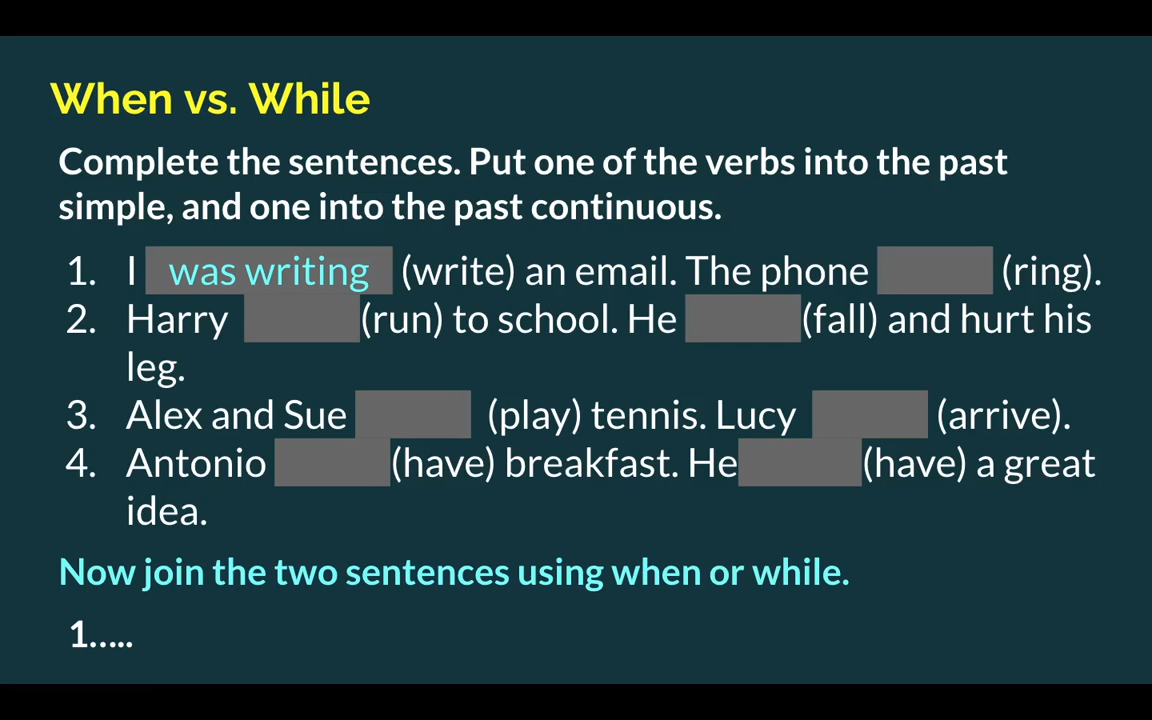 When vs. While
Complete the sentences. Put one of the verbs into the past
simple, and one into the past continuous.
1. I was writing (write) an email. The phone (ring).
2. Harry (run) to school. He (fall) and hurt his
leg.
3. Alex and Sue (play) tennis. Lucy (arrive).
4. Antonio (have) breakfast. He (have) a great
idea.
Now join the two sentences using when or while.
1.....